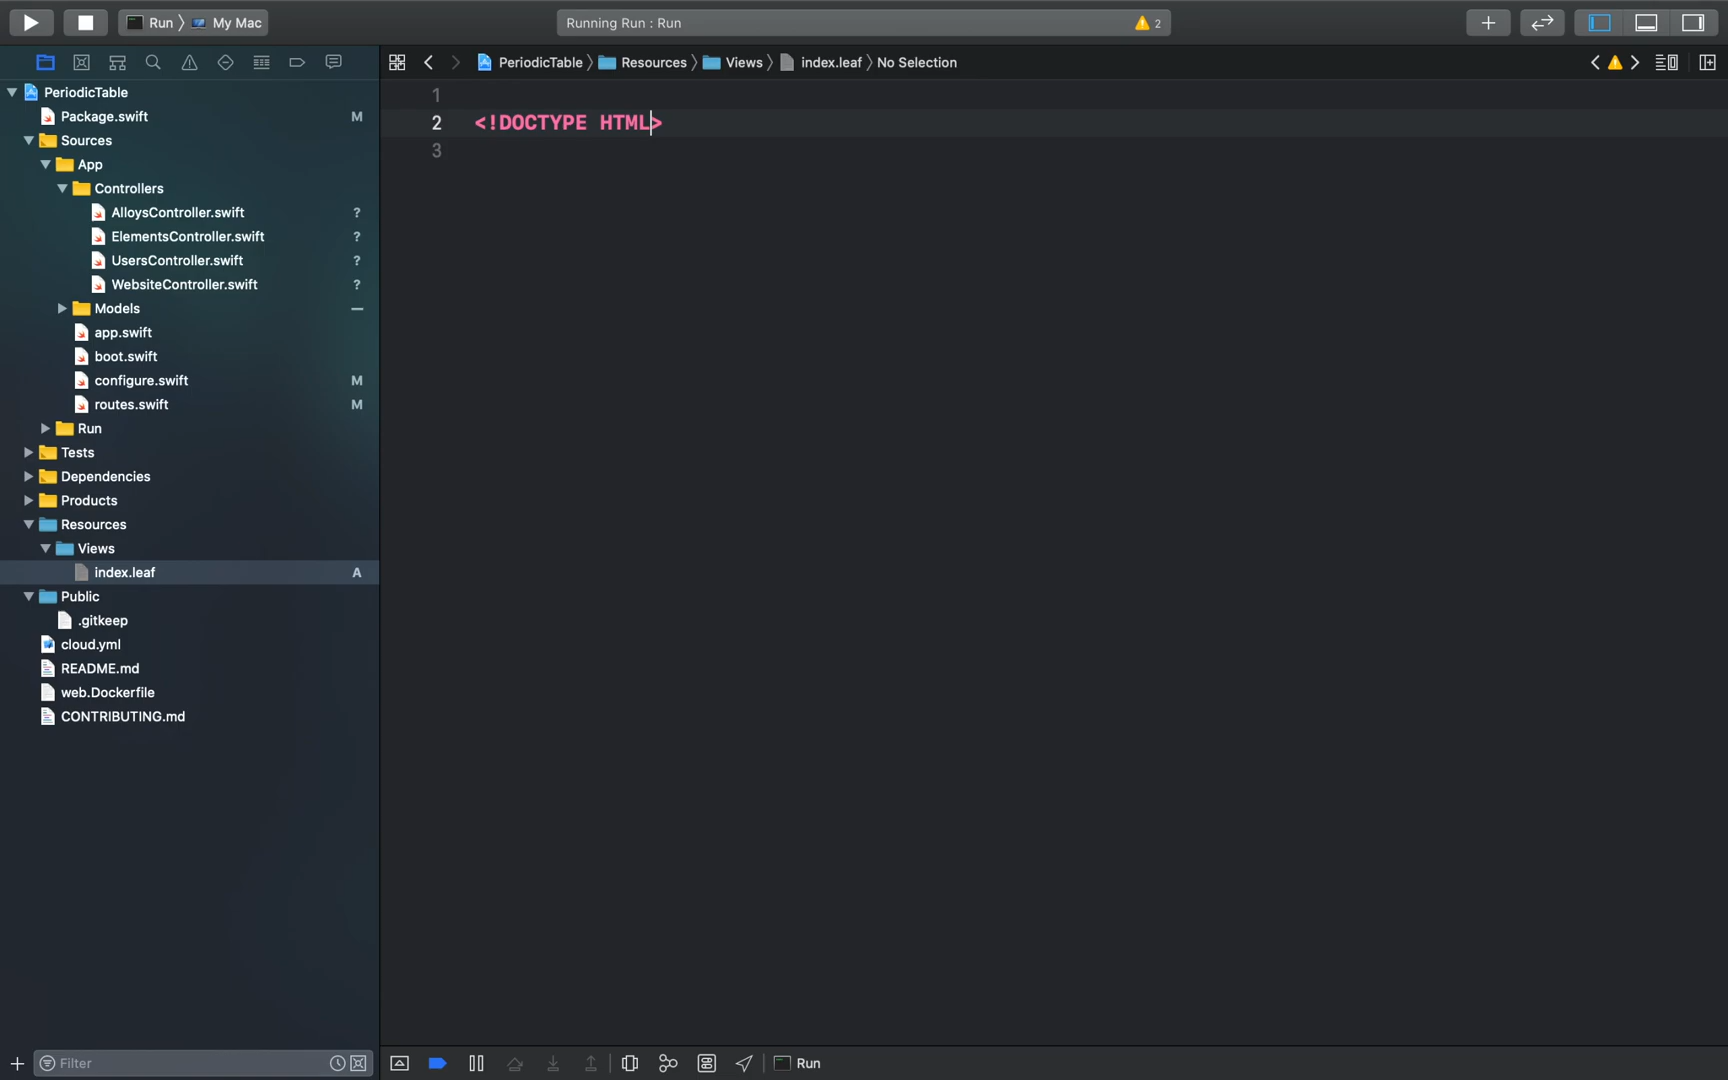 Run 〉 My Mac
Running Run : Run
2
PeriodicTable 〉 Resources 〉 Views 〉 index.leaf 〉 No Selection
PeriodicTable
Package.swift M
Sources
App
Controllers
AlloysController.swift ?
ElementsController.swift ?
UsersController.swift ?
WebsiteController.swift ?
Models
app.swift
boot.swift
configure.swift M
routes.swift M
Run
Tests
Dependencies
Products
Resources
Views
index.leaf A
Public
.gitkeep
cloud.yml
README.md
web.Dockerfile
CONTRIBUTING.md
1
2 <!DOCTYPE HTML>
3
Filter
Run